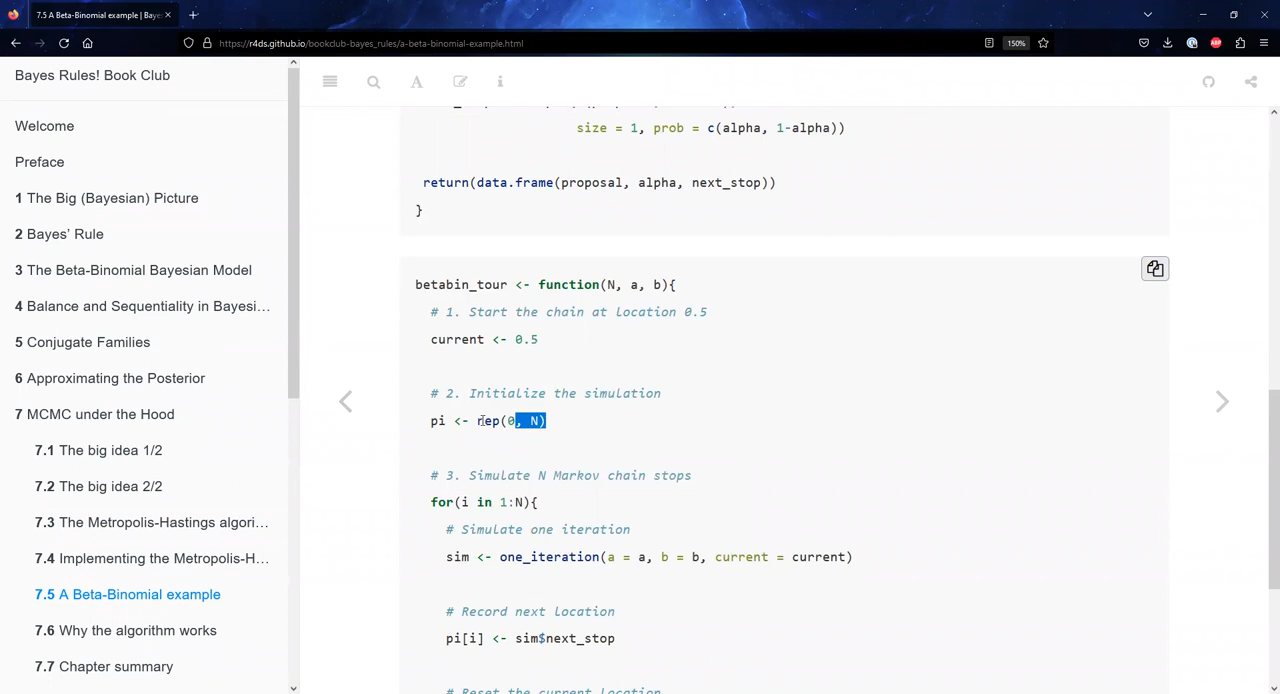 7.5 A Beta-Binomial example | Baye
https://r4ds.github.io/bookclub-bayes_rules/a-beta-binomial-example.html
150%
ABP
Bayes Rules! Book Club
Welcome
Preface
1 The Big (Bayesian) Picture
2 Bayes’ Rule
3 The Beta-Binomial Bayesian Model
4 Balance and Sequentiality in Bayesi…
5 Conjugate Families
6 Approximating the Posterior
7 MCMC under the Hood
7.1 The big idea 1/2
7.2 The big idea 2/2
7.3 The Metropolis-Hastings algori…
7.4 Implementing the Metropolis-H…
7.5 A Beta-Binomial example
7.6 Why the algorithm works
7.7 Chapter summary
size = 1, prob = c(alpha, 1-alpha))
return(data.frame(proposal, alpha, next_stop))
}
betabin_tour <- function(N, a, b){
# 1. Start the chain at location 0.5
current <- 0.5
# 2. Initialize the simulation
pi <- rep(0, N)
# 3. Simulate N Markov chain stops
for(i in 1:N){
# Simulate one iteration
sim <- one_iteration(a = a, b = b, current = current)
# Record next location
pi[i] <- sim$next_stop
# Reset the current location